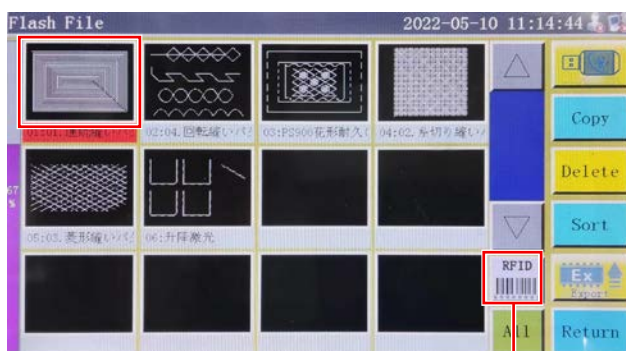 Flash File
2022-05-10 11:14:44
Copy
02:04.回転縫いパ
03:PS900花形耐久(
04:02.糸切り縫い
Delete
67
%
Sort
05:03.菱形縫いパ
06:升降激光
RFID
Ex
Export
All
Return